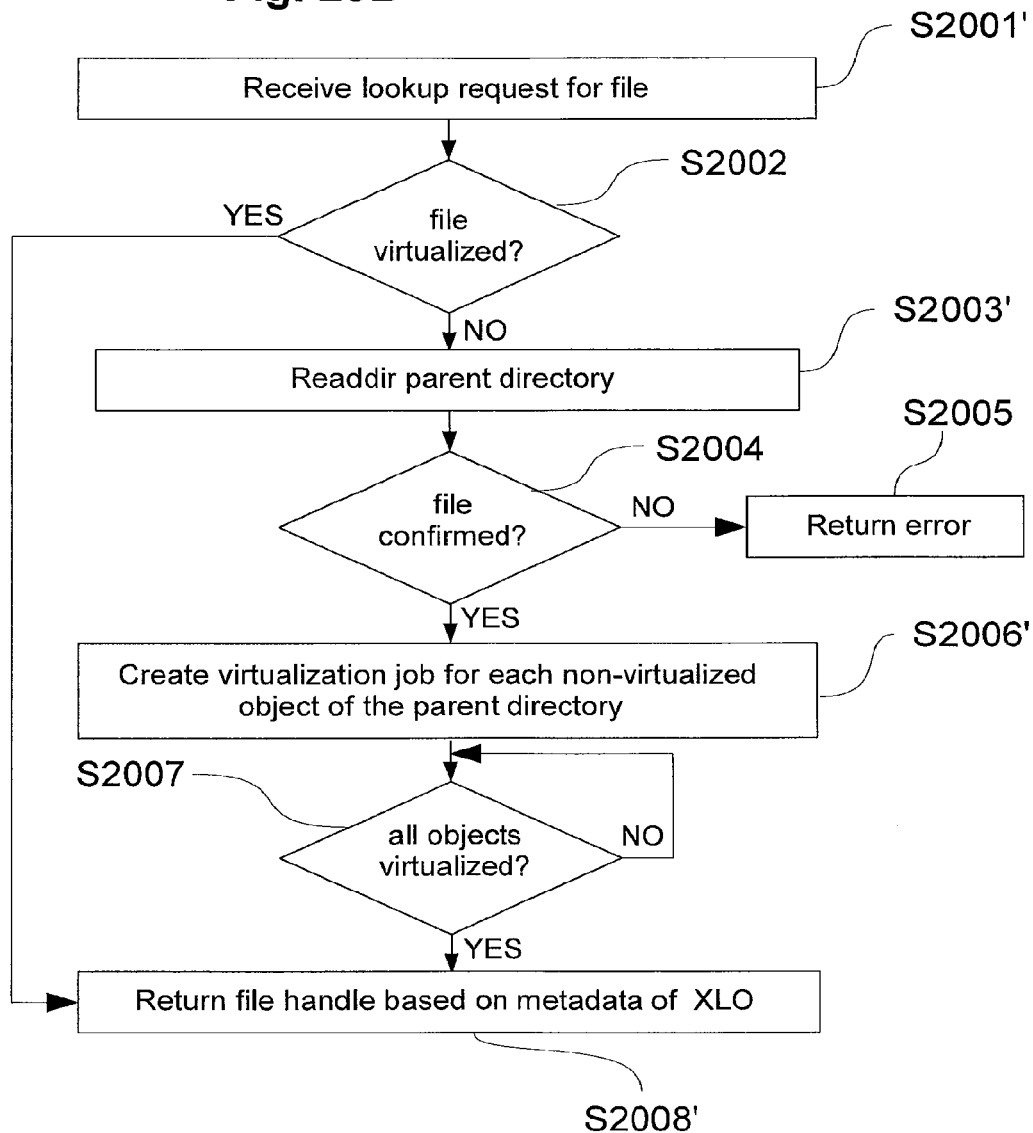 S2001'
Receive lookup request for file
S2002
YES
file
virtualized?
NO
S2003'
Readdir parent directory
S2005
S2004
file
confirmed?
NO
Return error
YES
S2006'
Create virtualization job for each non-virtualized
object of the parent directory
S2007
all objects
virtualized?
NO
YES
Return file handle based on metadata of XLO
S2008'